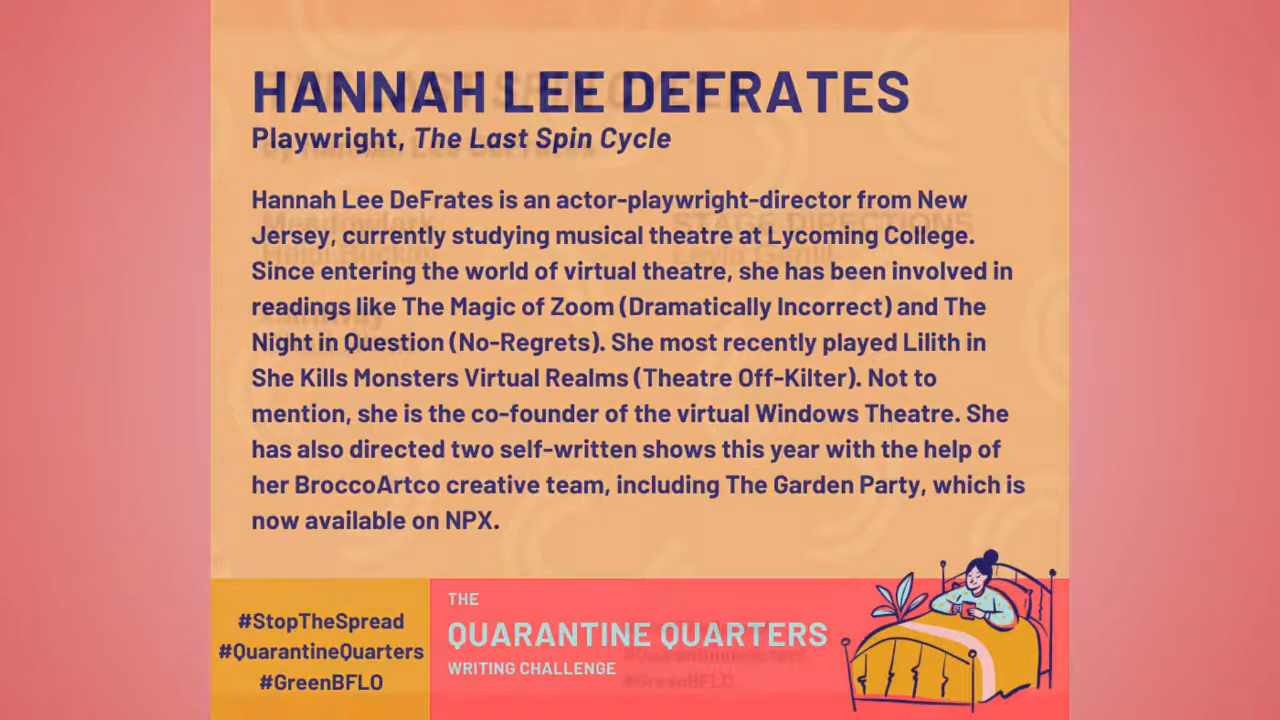 HANNAH LEE DEFRATES
Playwright, The Last Spin Cycle
Hannah Lee DeFrates is an actor-playwright-director from New
Jersey, currently studying musical theatre at Lycoming College.
Since entering the world of virtual theatre, she has been involved in
readings like The Magic of Zoom (Dramatically Incorrect) and The
Night in Question (No-Regrets). She most recently played Lilith in
She Kills Monsters Virtual Realms (Theatre Off-Kilter). Not to
mention, she is the co-founder of the virtual Windows Theatre. She
has also directed two self-written shows this year with the help of
her BroccoArtco creative team, including The Garden Party, which is
now available on NPX.
#StopTheSpread
#QuarantineQuarters
#GreenBFLO
THE
QUARANTINE QUARTERS
WRITING CHALLENGE